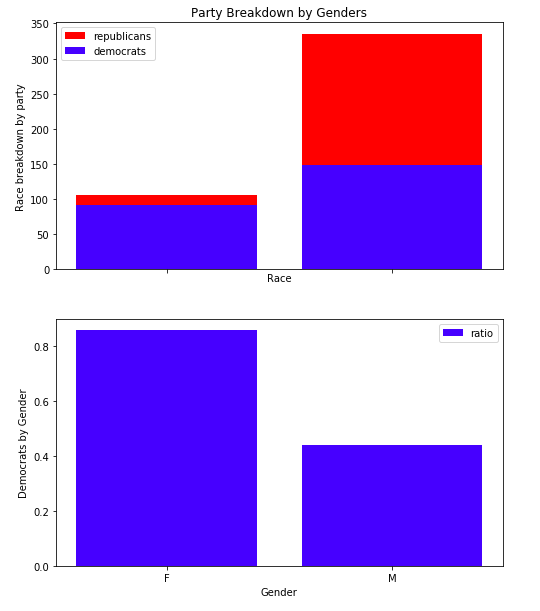 Party Breakdown by Genders
350
300
250
200
150
100
50
0
Race breakdown by party
republicans
democrats
Race
0.8
0.6
0.4
0.2
0.0
Democrats by Gender
ratio
F M
Gender